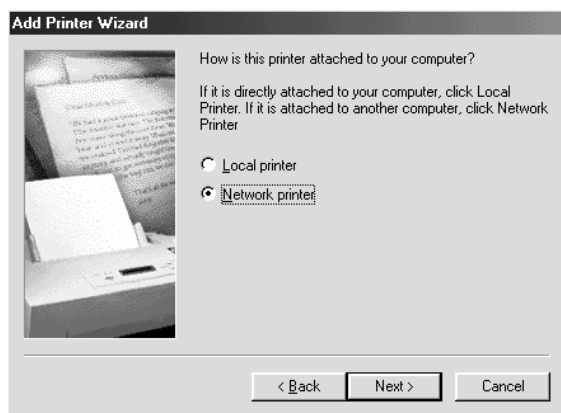 Add Printer Wizard
How is this printer attached to your computer?
If it is directly attached to your computer, click Local
Printer. If it is attached to another computer, click Network
Printer
Local printer
Network printer
< Back
Next >
Cancel